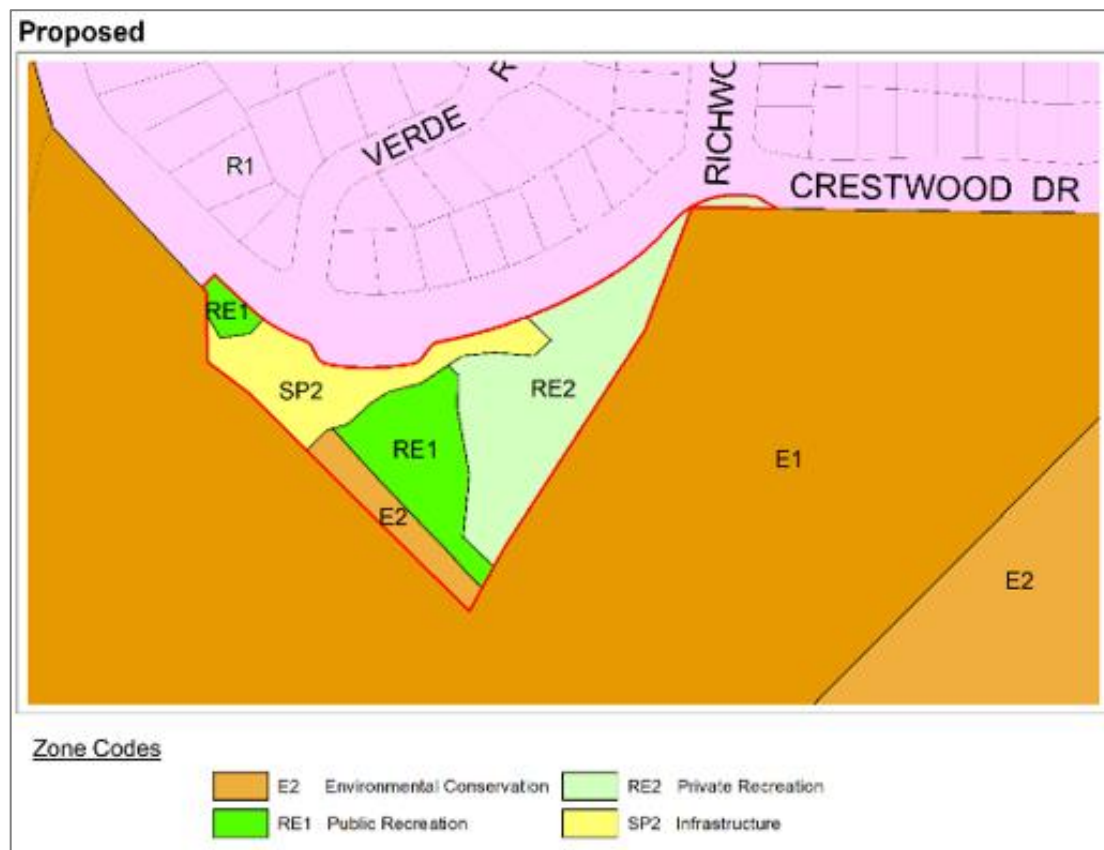 Proposed
R
RICHWO
VERDE
R1
CRESTWOOD DR
RE1
SP2
RE2
RE1
E1
E2
E2
Zone Codes
E2 Environmental Conservation
RE2 Private Recreation
RE1 Public Recreation
SP2 Infrastructure